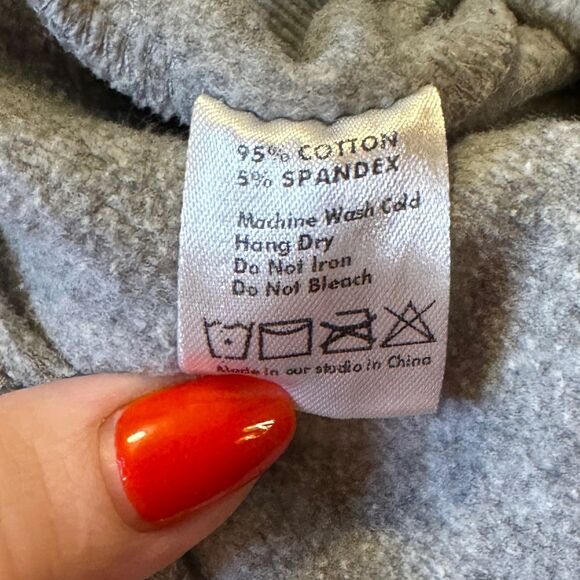 95% COTTON
5% SPANDEX
Machine Wash Cold
Hang Dry
Do Not Iron
Do Not Bleach
Made in our studio in China